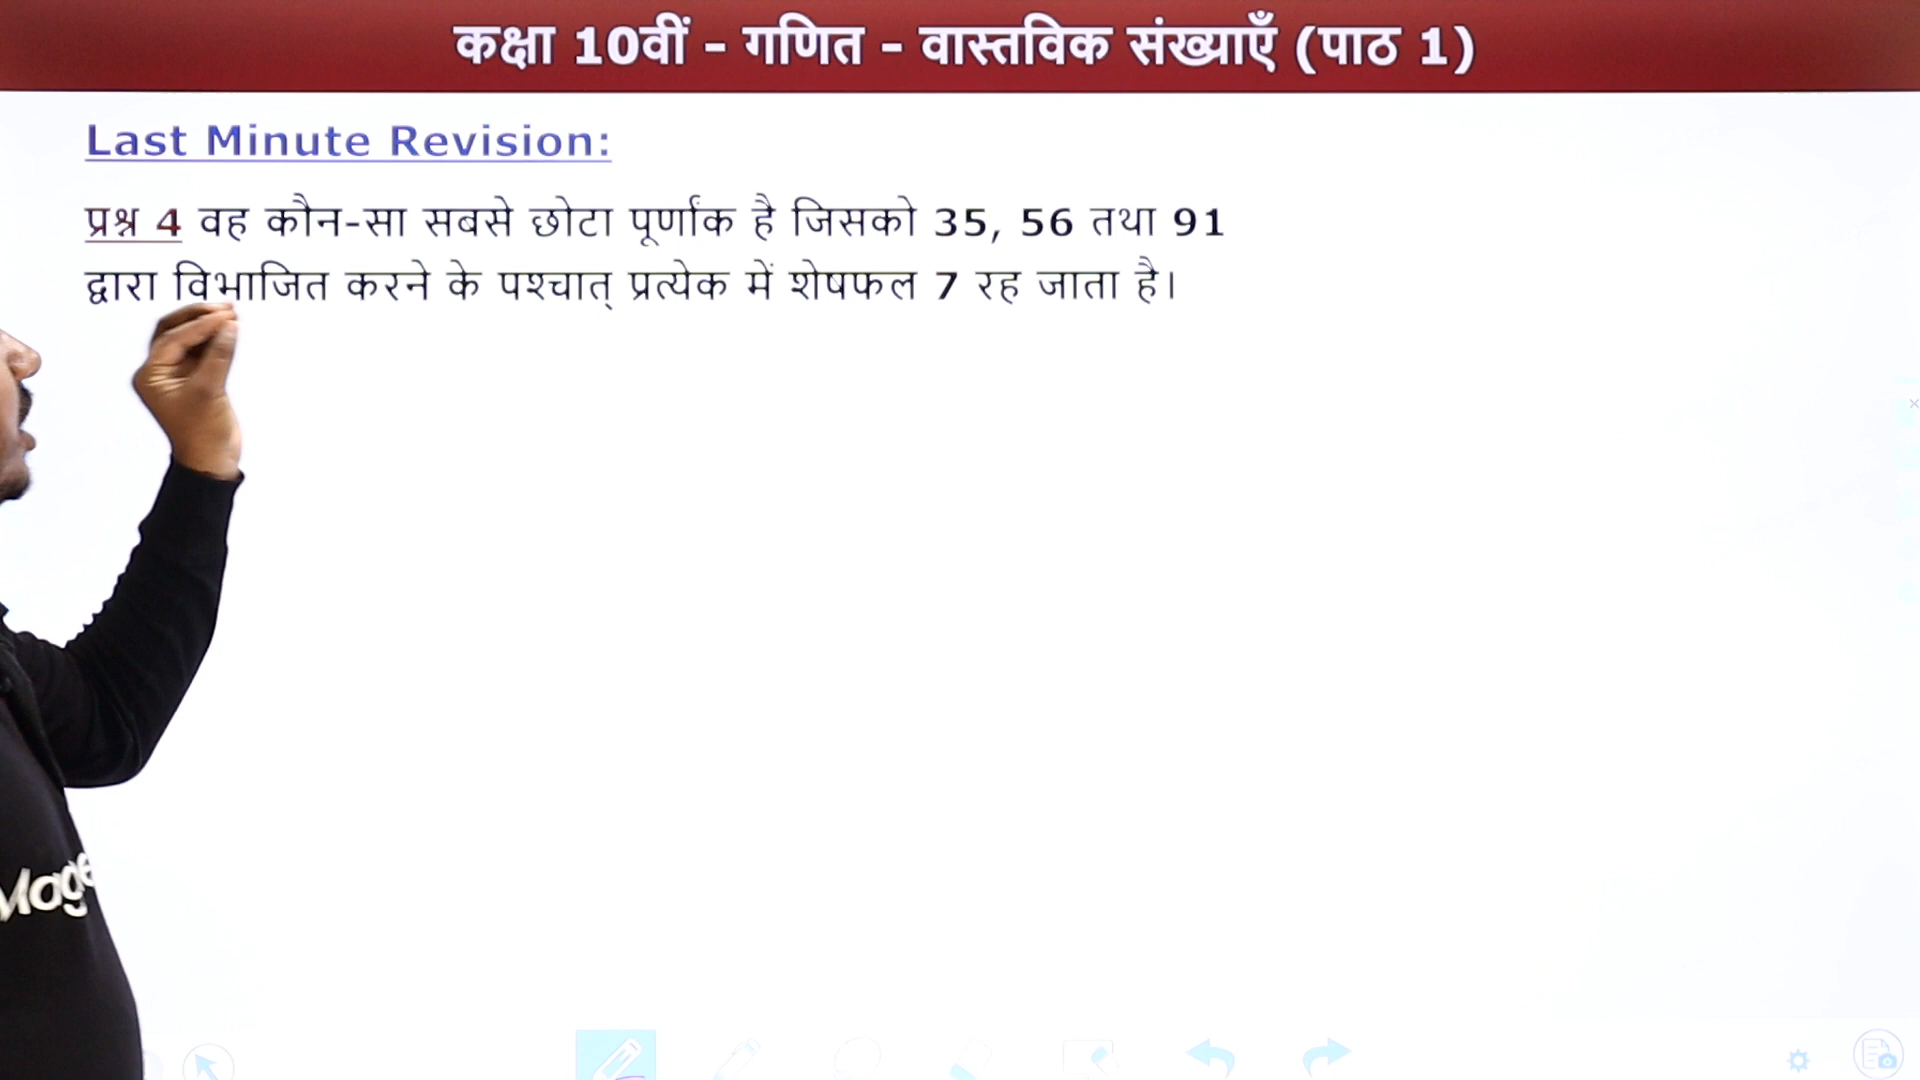 कक्षा 10वीं - गणित - वास्तविक संख्याएँ (पाठ 1)
Last Minute Revision:
प्रश्न 4 वह कौन-सा सबसे छोटा पूर्णांक है जिसको 35, 56 तथा 91
द्वारा विभाजित करने के पश्चात् प्रत्येक में शेषफल 7 रह जाता है।